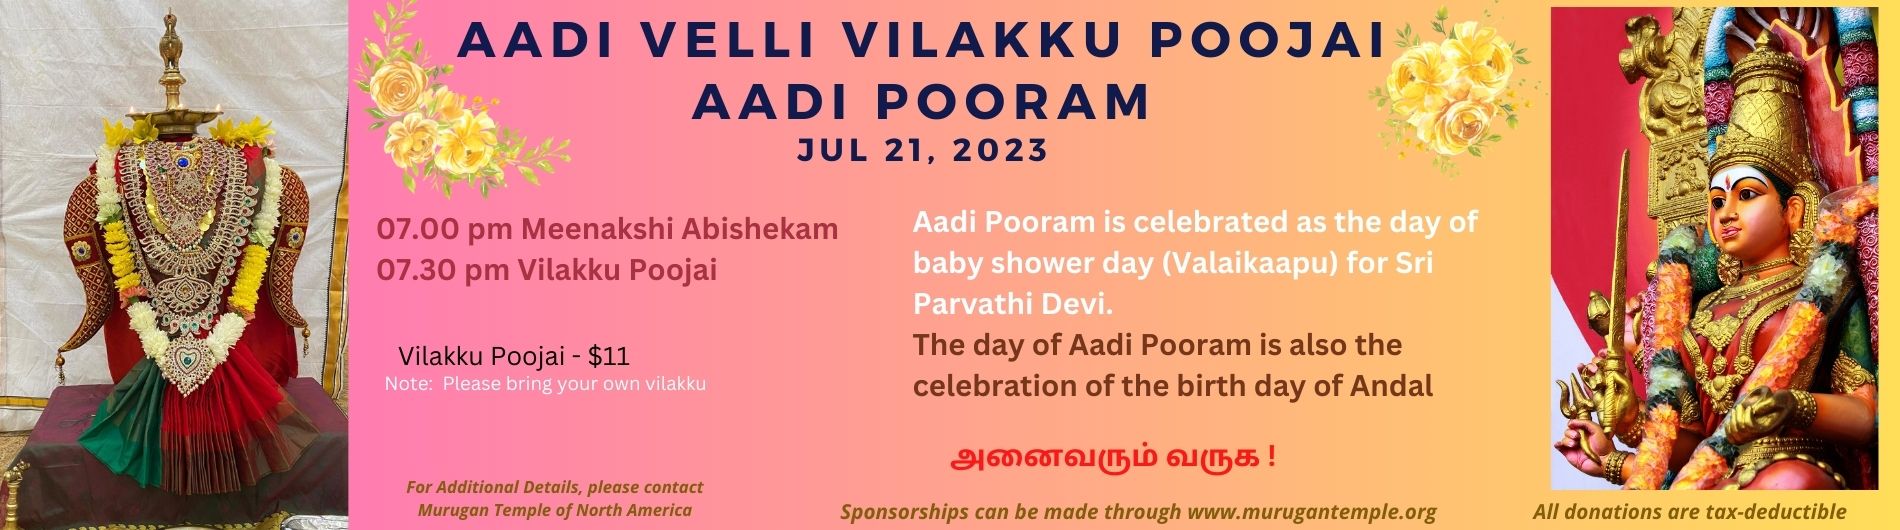 AADI VELLI VILAKKU POOJAI
AADI POORAM
JUL 21, 2023
07.00 pm Meenakshi Abishekam
07.30 pm Vilakku Poojai
Vilakku Poojai - $11
Note: Please bring your own vilakku
For Additional Details, please contact
Murugan Temple of North America
Aadi Pooram is celebrated as the day of
baby shower day (Valaikaapu) for Sri
Parvathi Devi.
The day of Aadi Pooram is also the
celebration of the birth day of Andal
அனைவரும் வருக !
Sponsorships can be made through www.murugantemple.org
All donations are tax-deductible